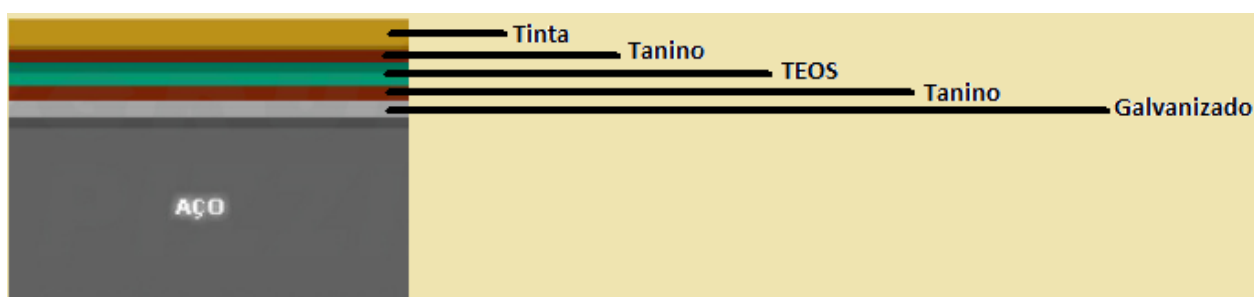 Tinta
Tanino
TEOS
Tanino
Galvanizado
AÇO